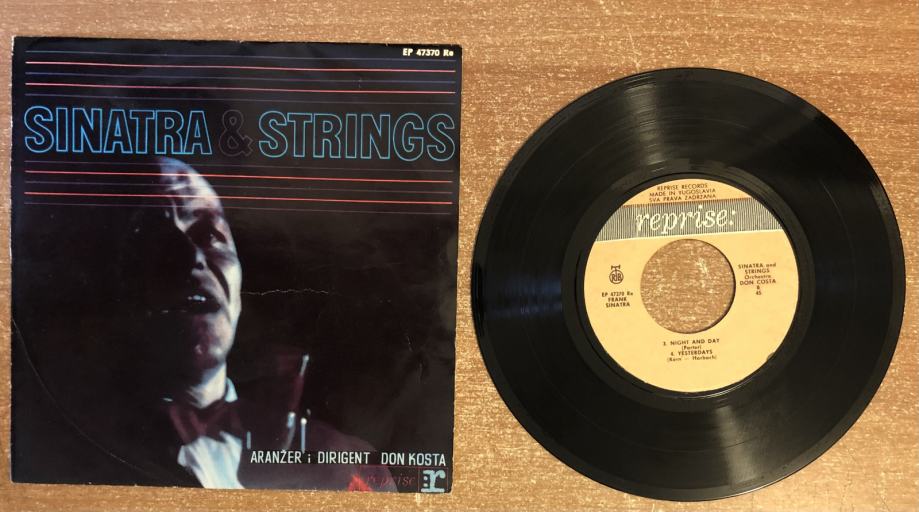 EP 47370 Re
SINATRA & STRINGS
ARANŽER i DIRIGENT DON KOSTA
reprise
r
REPRISE RECORDS
MADE IN YUGOSLAVIA
SVA PRAVA ZADRŽANA
reprise:
RTB
EP 47370 Re
FRANK
SINATRA
SINATRA and
STRINGS
Orchestra
DON COSTA
B
45
3. NIGHT AND DAY
(Porter)
4. YESTERDAYS
(Kern — Harbach)